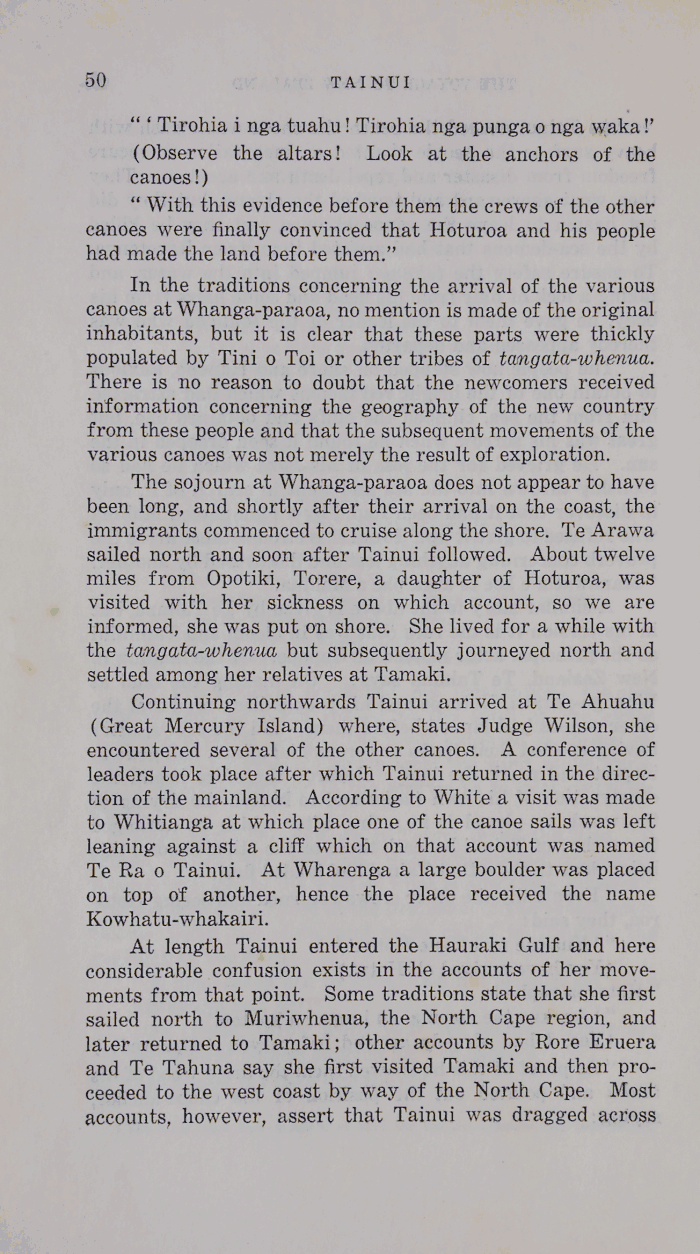 50 TAINUI
“ ‘ Tirohia i nga tuahu! Tirohia nga punga o nga waka!’
(Observe the altars! Look at the anchors of the
canoes!)
“ With this evidence before them the crews of the other
canoes were finally convinced that Hoturoa and his people
had made the land before them.”
In the traditions concerning the arrival of the various
canoes at Whanga-paraoa, no mention is made of the original
inhabitants, but it is clear that these parts were thickly
populated by Tini o Toi or other tribes of tangata-whenua.
There is no reason to doubt that the newcomers received
information concerning the geography of the new country
from these people and that the subsequent movements of the
various canoes was not merely the result of exploration.
The sojourn at Whanga-paraoa does not appear to have
been long, and shortly after their arrival on the coast, the
immigrants commenced to cruise along the shore. Te Arawa
sailed north and soon after Tainui followed. About twelve
miles from Opotiki, Torere, a daughter of Hoturoa, was
visited with her sickness on which account, so we are
informed, she was put on shore. She lived for a while with
the tangata-whenua but subsequently journeyed north and
settled among her relatives at Tamaki.
Continuing northwards Tainui arrived at Te Ahuahu
(Great Mercury Island) where, states Judge Wilson, she
encountered several of the other canoes. A conference of
leaders took place after which Tainui returned in the direc-
tion of the mainland. According to White a visit was made
to Whitianga at which place one of the canoe sails was left
leaning against a cliff which on that account was named
Te Ra o Tainui. At Wharenga a large boulder was placed
on top of another, hence the place received the name
Kowhatu-whakairi.
At length Tainui entered the Hauraki Gulf and here
considerable confusion exists in the accounts of her move-
ments from that point. Some traditions state that she first
sailed north to Muriwhenua, the North Cape region, and
later returned to Tamaki; other accounts by Rore Eruera
and Te Tahuna say she first visited Tamaki and then pro-
ceeded to the west coast by way of the North Cape. Most
accounts, however, assert that Tainui was dragged across